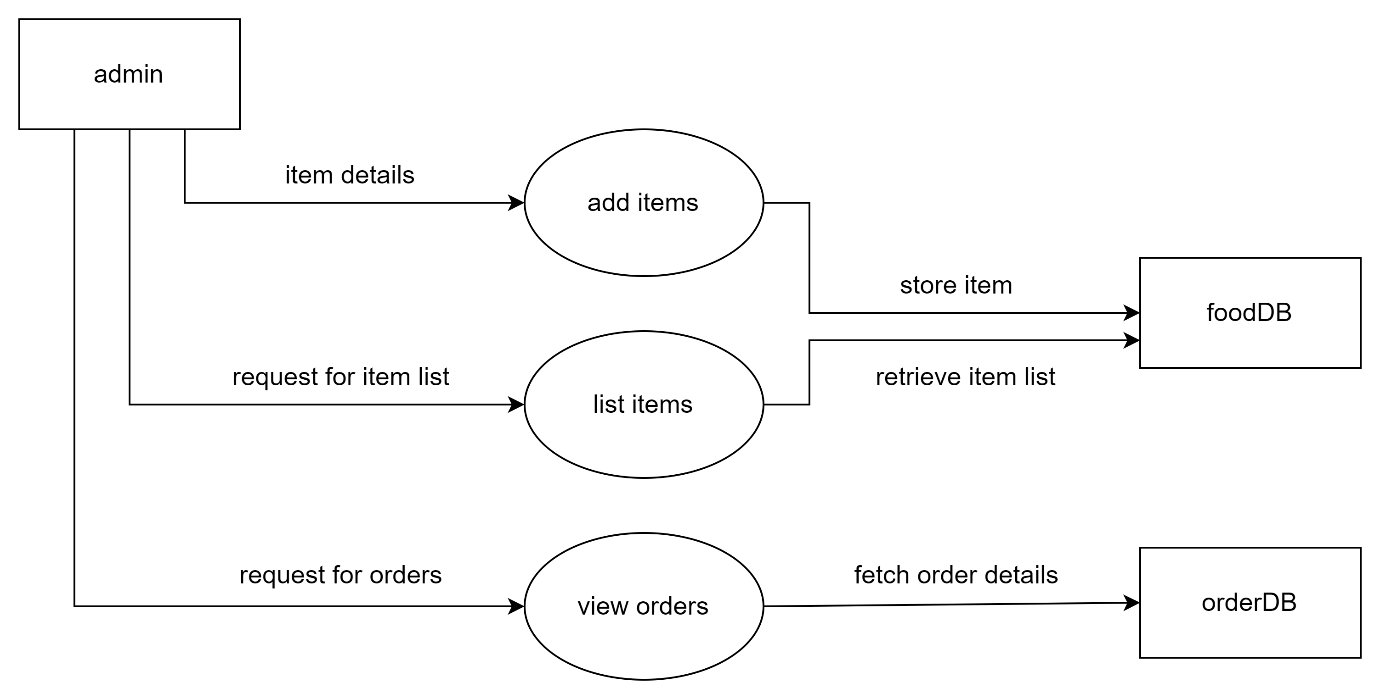 admin
item details
add items
store item
foodDB
request for item list
list items
retrieve item list
request for orders
view orders
fetch order details
orderDB